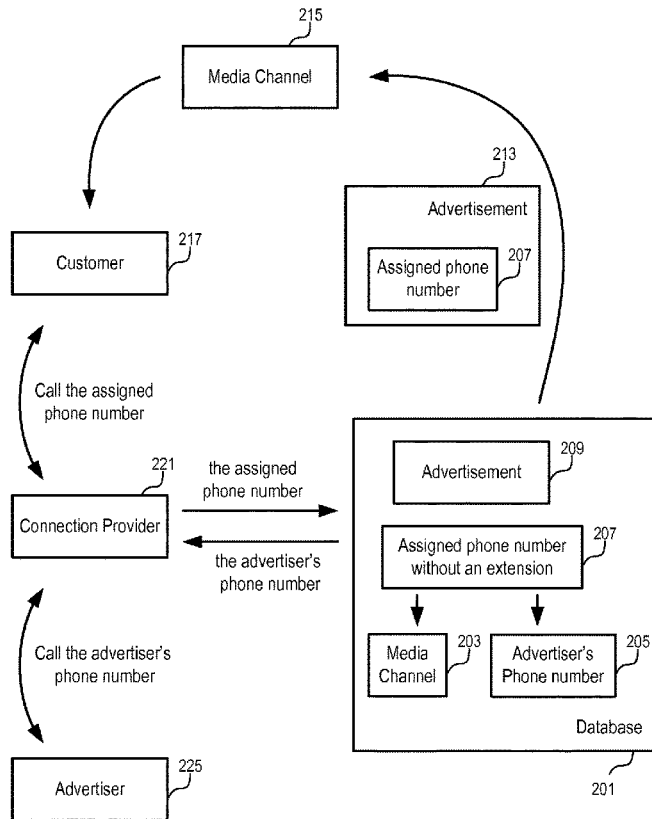 215
Media Channel
213
Advertisement
207
Assigned phone
number
217
Customer
Call the assigned
phone number
221
Connection Provider
the assigned
phone number
the advertiser's
phone number
209
Advertisement
207
Assigned phone number
without an extension
203
Media
Channel
205
Advertiser's
Phone number
Database
201
Call the advertiser's
phone number
225
Advertiser